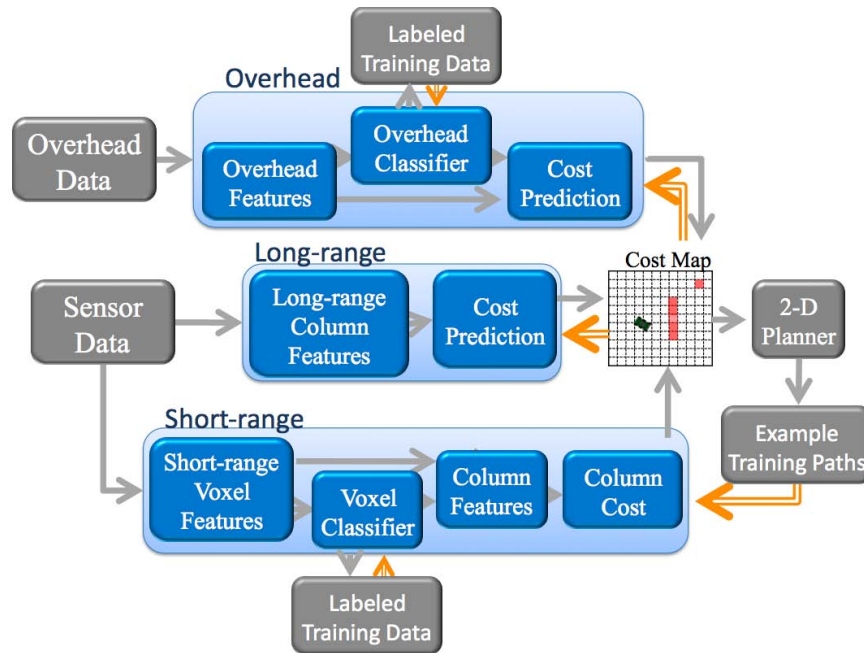 Labeled
Training Data
Overhead
Overhead
Data
Overhead
Features
Overhead
Classifier
Cost
Prediction
Long-range
Cost Map
Sensor
Data
Long-range
Column
Features
Cost
Prediction
2-D
Planner
Short-range
Short-range
Voxel
Features
Voxel
Classifier
Column
Features
Column
Cost
Example
Training Paths
Labeled
Training Data